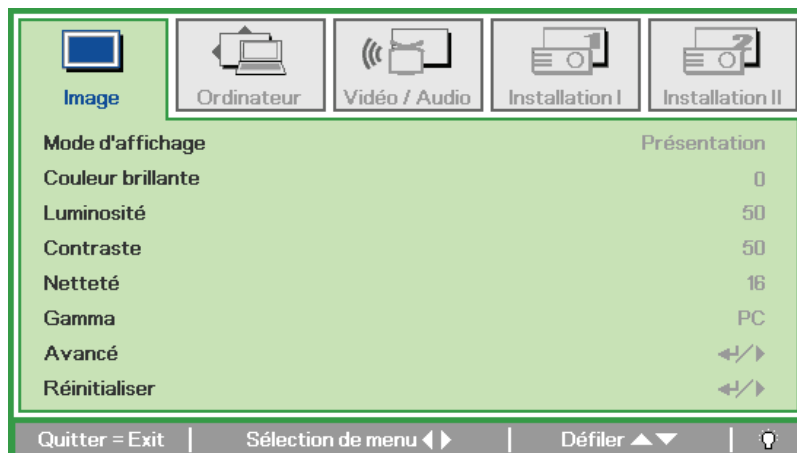 Image Ordinateur Vidéo / Audio Installation I Installation II
Mode d'affichage Présentation
Couleur brillante 0
Luminosité 50
Contraste 50
Netteté 16
Gamma PC
Avancé
Réinitialiser
Quitter = Exit Sélection de menu Défiler